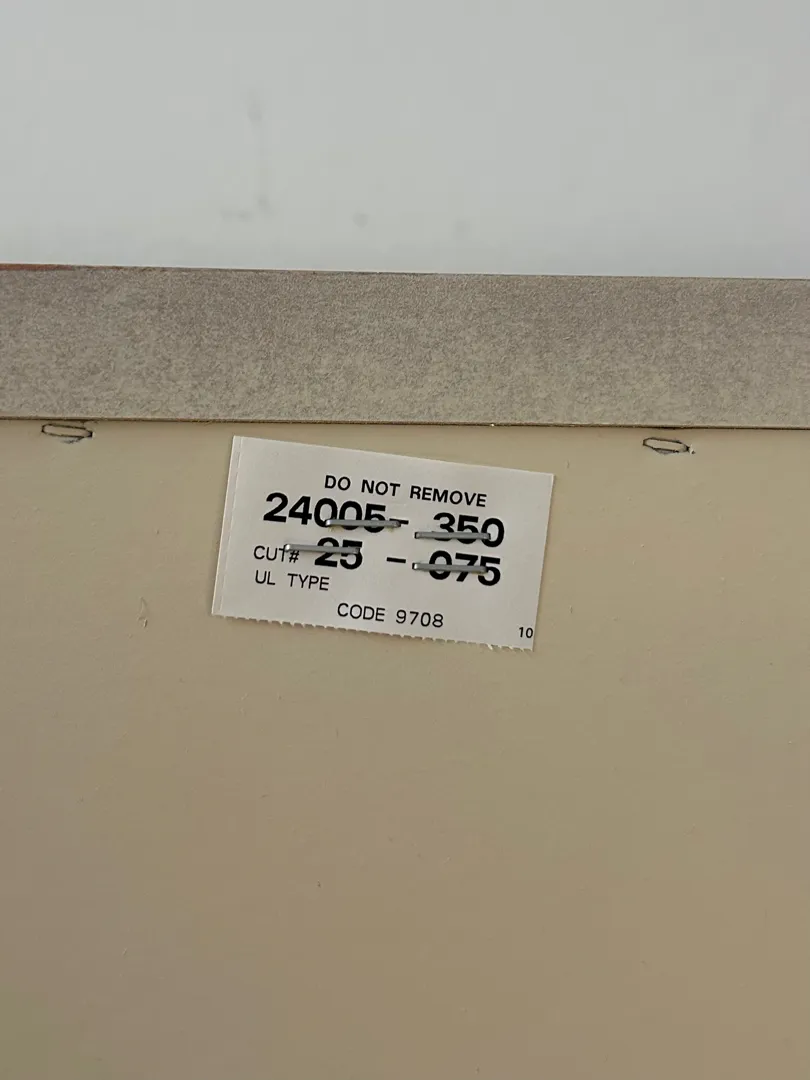 DO NOT REMOVE
24005- 350
CUT# 25 - 075
UL TYPE
CODE 9708
10